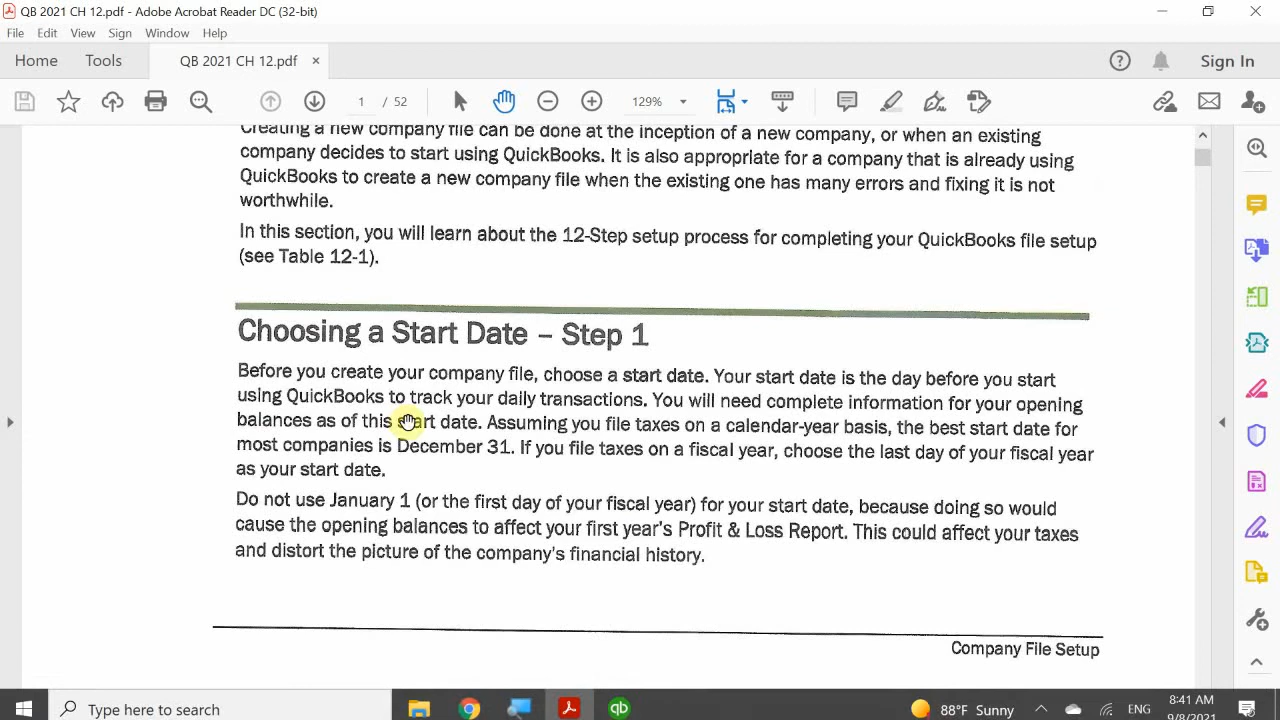 QB 2021 CH 12.pdf - Adobe Acrobat Reader DC (32-bit)
File Edit View Sign Window Help
Home Tools QB 2021 CH 12.pdf × Sign In
1 / 52 129%
Creating a new company file can be done at the inception of a new company, or when an existing
company decides to start using QuickBooks. It is also appropriate for a company that is already using
QuickBooks to create a new company file when the existing one has many errors and fixing it is not
worthwhile.
In this section, you will learn about the 12-Step setup process for completing your QuickBooks file setup
(see Table 12-1).
Choosing a Start Date – Step 1
Before you create your company file, choose a start date. Your start date is the day before you start
using QuickBooks to track your daily transactions. You will need complete information for your opening
balances as of this start date. Assuming you file taxes on a calendar-year basis, the best start date for
most companies is December 31. If you file taxes on a fiscal year, choose the last day of your fiscal year
as your start date.
Do not use January 1 (or the first day of your fiscal year) for your start date, because doing so would
cause the opening balances to affect your first year's Profit & Loss Report. This could affect your taxes
and distort the picture of the company's financial history.
Company File Setup
Type here to search qb 88°F Sunny ENG 8:41 AM
9/8/2021